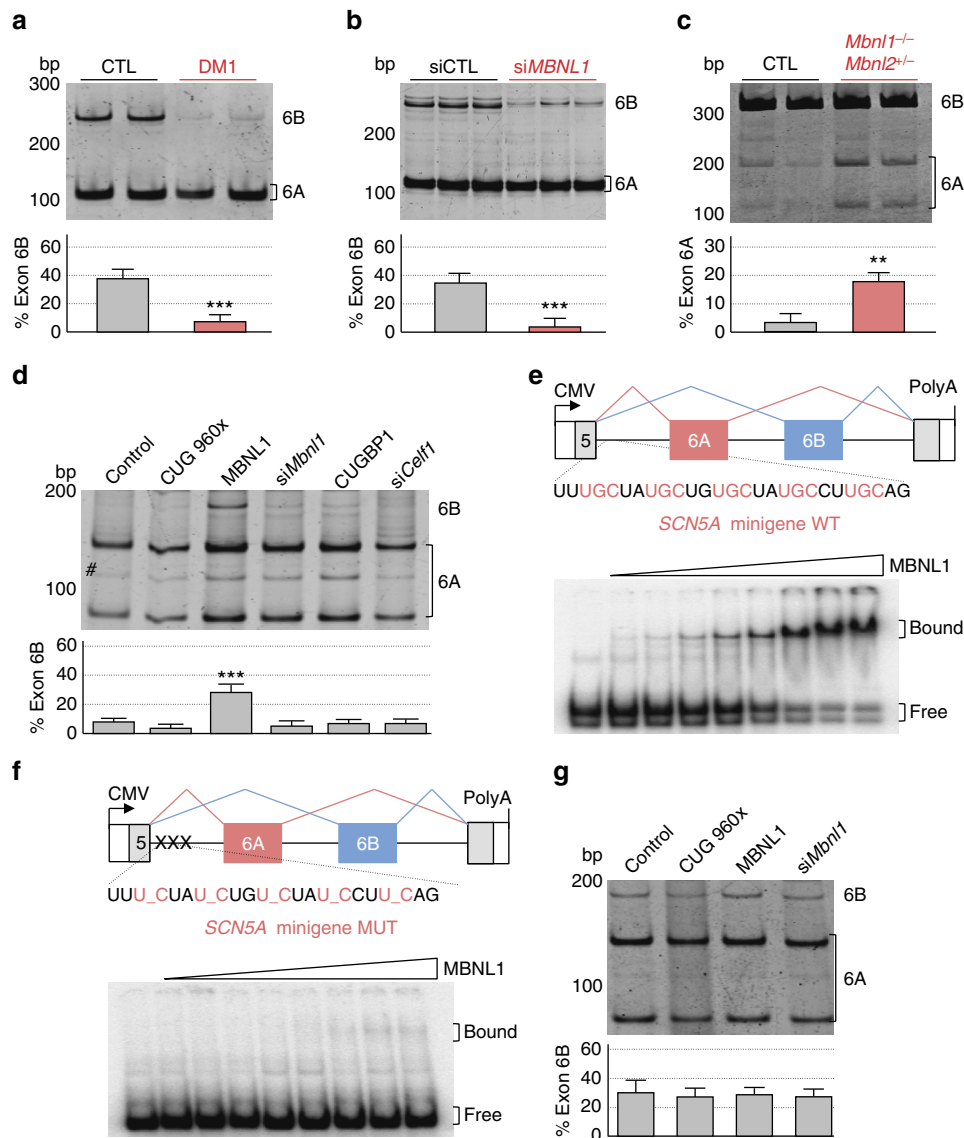 a
CTL DM1
bp
300
200
100
6B
6A
% Exon 6B
60
40
20
0
***
b
siCTL siMBNL1
bp
200
100
6B
6A
% Exon 6B
60
40
20
0
***
c
Mbnl1–/–
Mbnl2+/–
CTL
bp
300
200
100
6B
6A
% Exon 6A
30
20
10
0
**
d
Control CUG 960x MBNL1 siMbnl1 CUGBP1 siCelf1
bp
200
100
#
6B
6A
% Exon 6B
60
40
20
0
***
e
CMV PolyA
5 6A 6B
UUUGCUAUGCUGUGCUAUGCCUUGCAG
SCN5A minigene WT
MBNL1
Bound
Free
f
CMV PolyA
5 XXX 6A 6B
UUU_CUAU_CUGU_CUAU_CCUU_CAG
SCN5A minigene MUT
MBNL1
Bound
Free
g
Control CUG 960x MBNL1 siMbnl1
bp
200
100
6B
6A
% Exon 6B
60
40
20
0